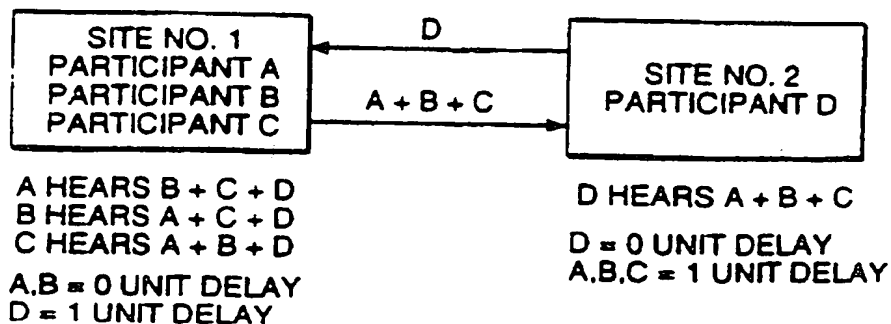 SITE NO. 1
PARTICIPANT A
PARTICIPANT B
PARTICIPANT C
D
A + B + C
SITE NO. 2
PARTICIPANT D
A HEARS B + C + D
B HEARS A + C + D
C HEARS A + B + D
A,B = 0 UNIT DELAY
D = 1 UNIT DELAY
D HEARS A + B + C
D = 0 UNIT DELAY
A,B,C = 1 UNIT DELAY